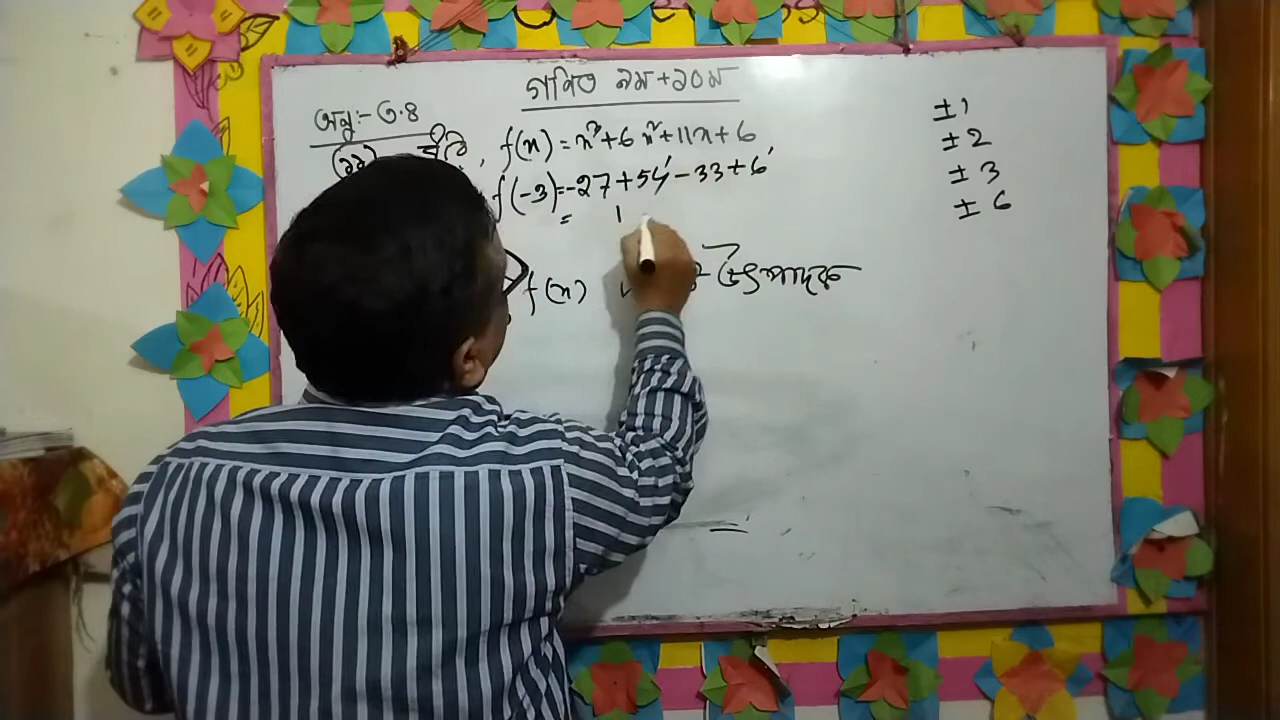 গণিত ৯ম+১০ম
অনু:- ৩.৪
(১১) ধরি, f(x) = x³+6x²+11x+6
f(-3)=-27+54-33+6
=
f(x) উৎপাদক
±1
±2
±3
±6